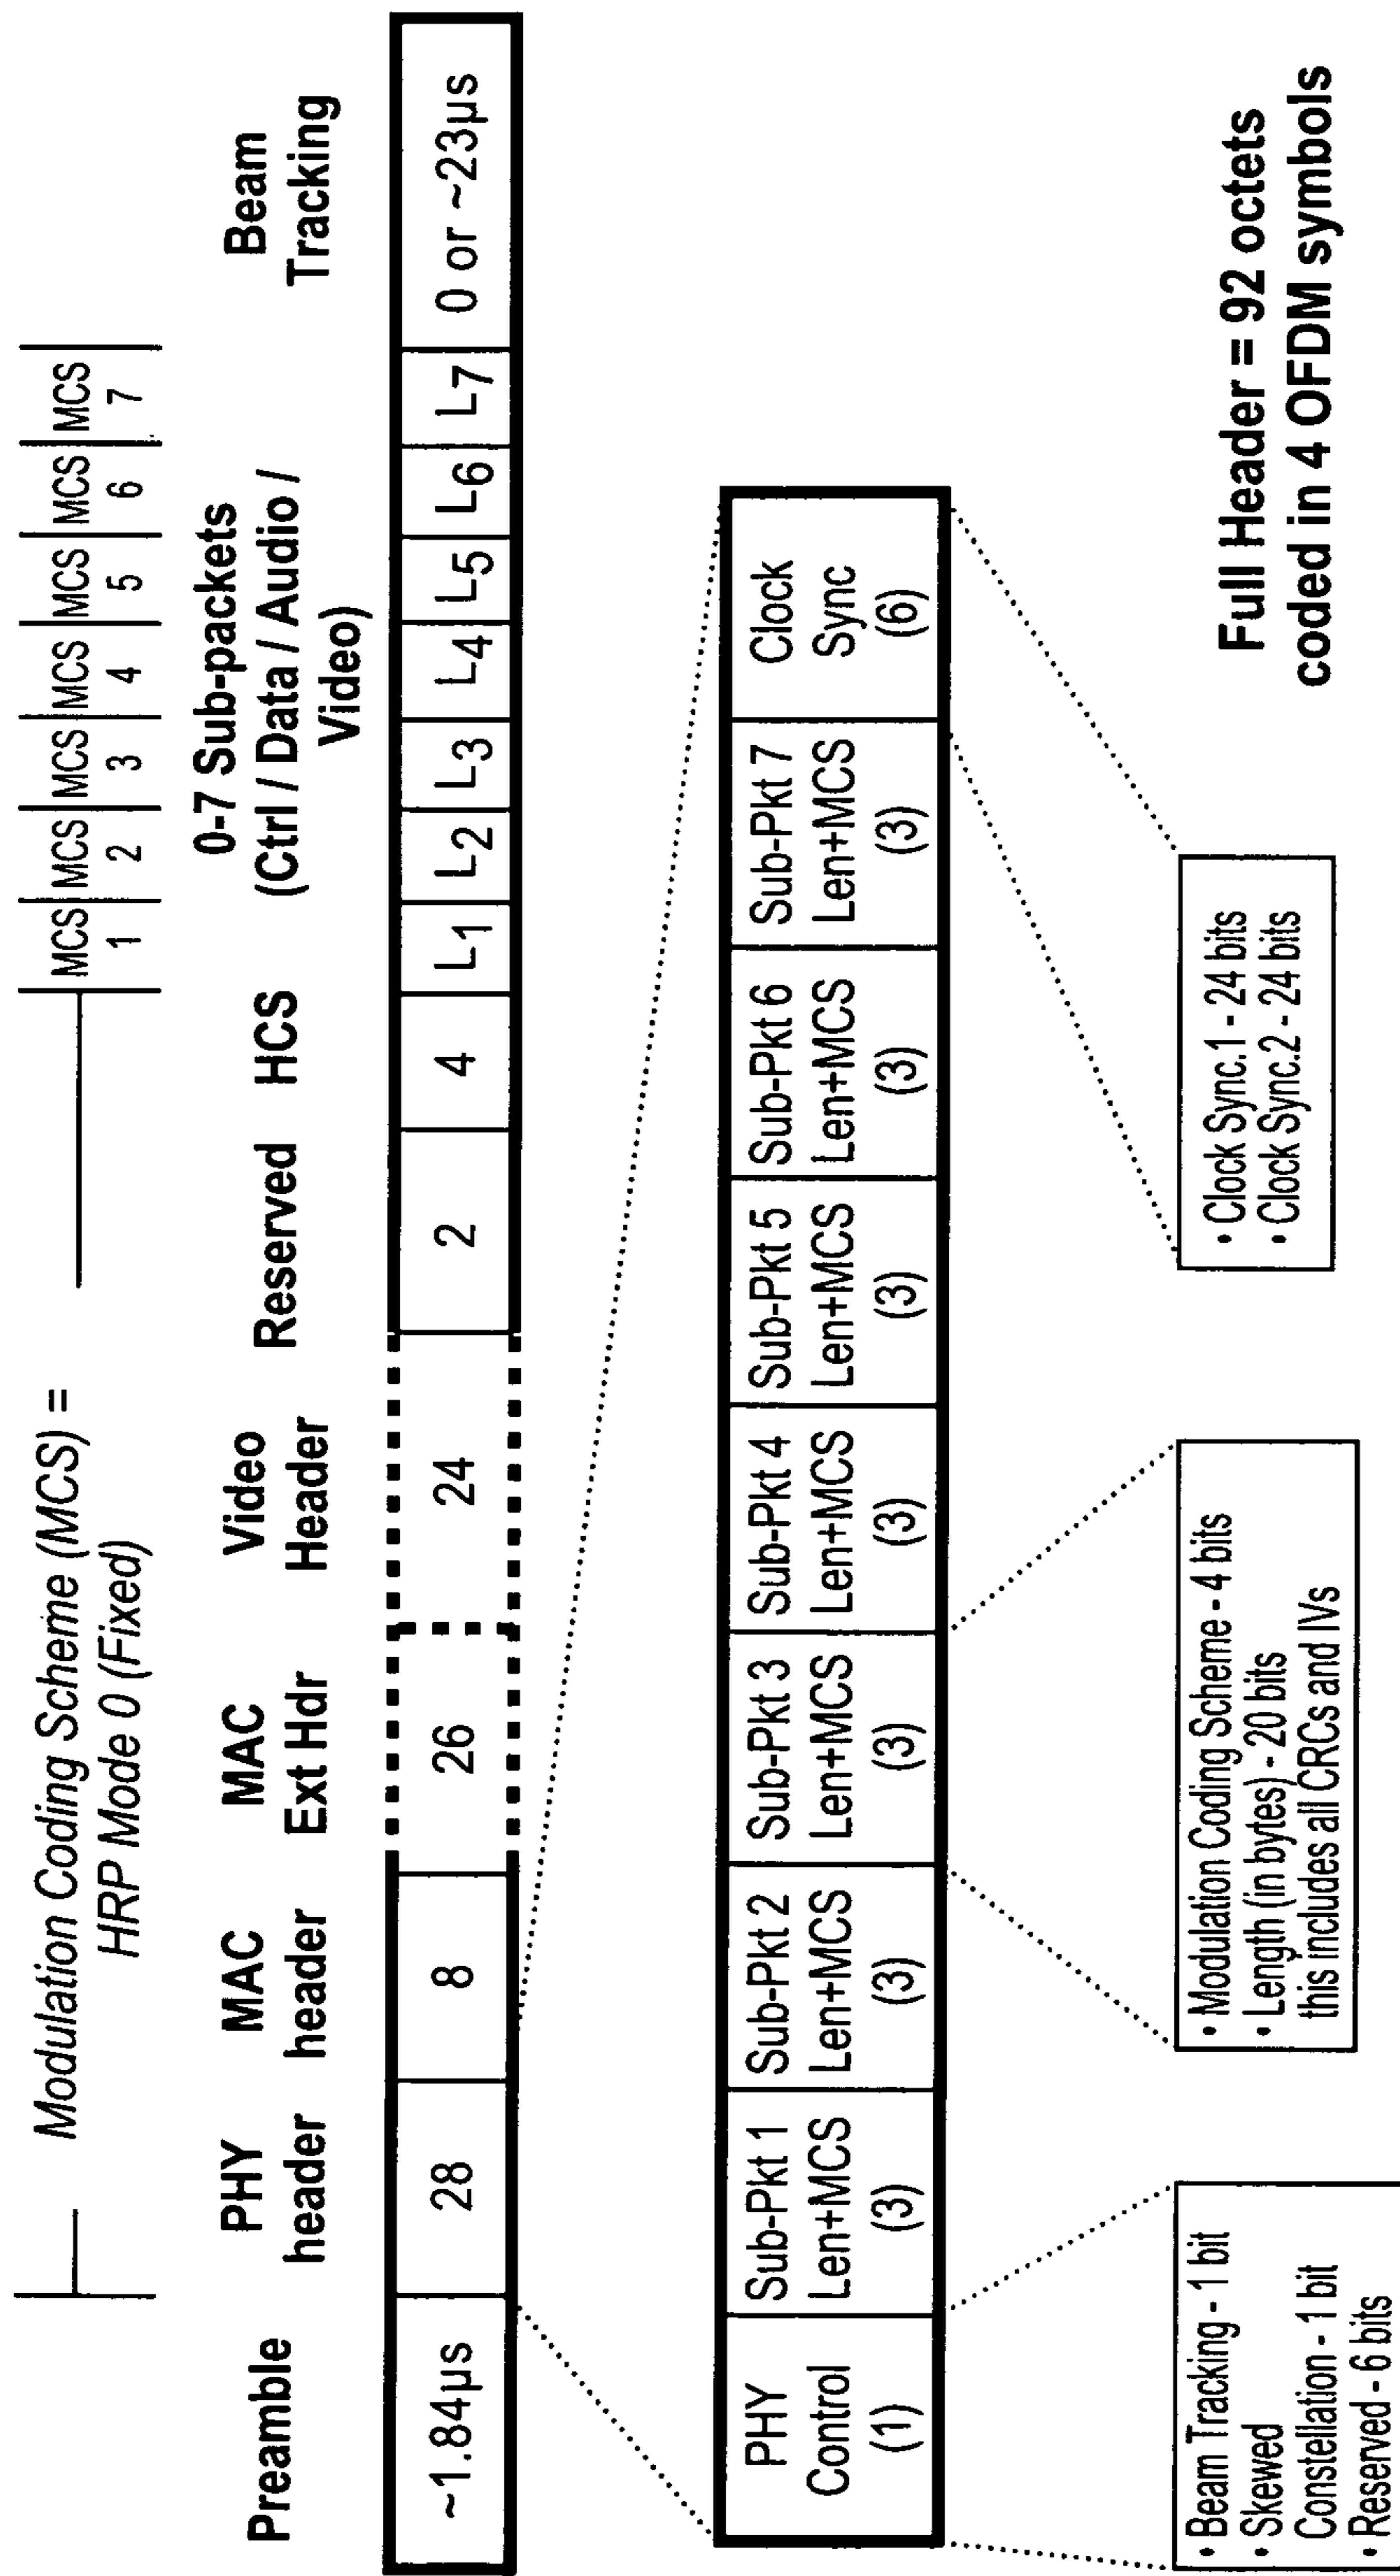 Modulation Coding Scheme (MCS) =
HRP Mode 0 (Fixed)
MCS MCS MCS MCS MCS MCS MCS
1 2 3 4 5 6 7
Preamble
PHY
header
MAC
header
MAC
Ext Hdr
Video
Header
Reserved
HCS
0-7 Sub-packets
(Ctrl / Data / Audio /
Video)
Beam
Tracking
~1.84µs 28 8 26 24 2 4 L1 L2 L3 L4 L5 L6 L7 0 or ~23µs
PHY
Control
(1)
Sub-Pkt 1
Len+MCS
(3)
Sub-Pkt 2
Len+MCS
(3)
Sub-Pkt 3
Len+MCS
(3)
Sub-Pkt 4
Len+MCS
(3)
Sub-Pkt 5
Len+MCS
(3)
Sub-Pkt 6
Len+MCS
(3)
Sub-Pkt 7
Len+MCS
(3)
Clock
Sync
(6)
• Beam Tracking - 1 bit
• Skewed
Constellation - 1 bit
• Reserved - 6 bits
• Modulation Coding Scheme - 4 bits
• Length (in bytes) - 20 bits
this includes all CRCs and IVs
• Clock Sync.1 - 24 bits
• Clock Sync.2 - 24 bits
Full Header = 92 octets
coded in 4 OFDM symbols